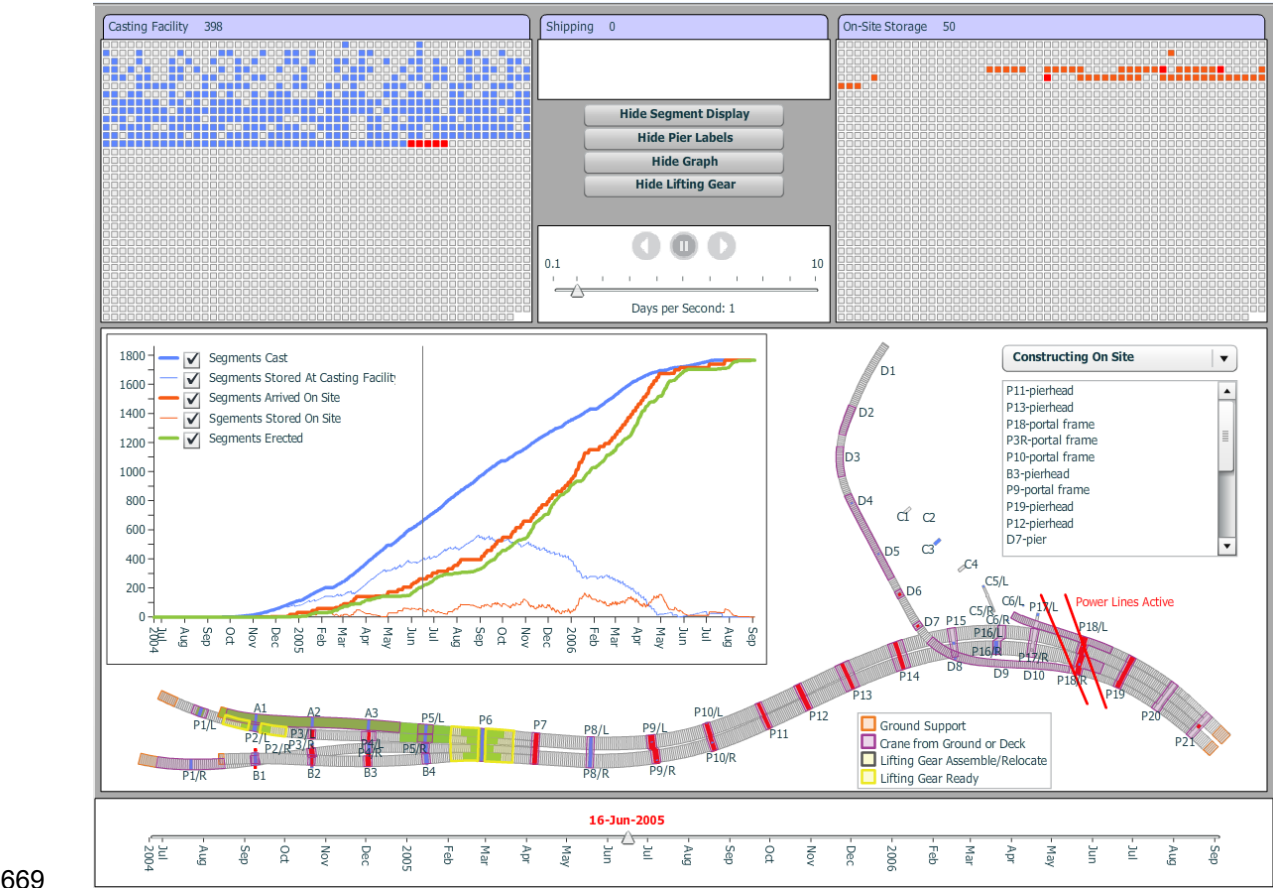 Casting Facility 398
Shipping 0
On-Site Storage 50
Hide Segment Display
Hide Pier Labels
Hide Graph
Hide Lifting Gear
0.1 10
Days per Second: 1
1800
1600
1400
1200
1000
800
600
400
200
0
Segments Cast
Segments Stored At Casting Facilit
Segments Arrived On Site
Sgements Stored On Site
Segments Erected
2004 Jul Aug Sep Oct Nov Dec 2005 Feb Mar Apr May Jun Jul Aug Sep Oct Nov Dec 2006 Feb Mar Apr May Jun Jul Aug Sep
Constructing On Site
P11-pierhead
P13-pierhead
P18-portal frame
P3R-portal frame
P10-portal frame
B3-pierhead
P9-portal frame
P19-pierhead
P12-pierhead
D7-pier
D1
D2
D3
D4
D5
D6
D7
C1 C2
C3
C4
C5/L
C5/R
C6/L
C6/R
P17/L
Power Lines Active
P15
P16/L
P16/R
P17/R
P18/L
D8
D9
D10
P18/R
P19
P20
P21
P14
P13
P12
P11
P10/L
P10/R
P9/L
P9/R
P8/L
P8/R
P7
P6
P5/L
P5/R
B4
A3
B3
A2
P3/L
P3/R
B2
A1
P2/L
P2/R
B1
P1/L
P1/R
Ground Support
Crane from Ground or Deck
Lifting Gear Assemble/Relocate
Lifting Gear Ready
16-Jun-2005
2004 Jul Aug Sep Oct Nov Dec 2005 Feb Mar Apr May Jun Jul Aug Sep Oct Nov Dec 2006 Feb Mar Apr May Jun Jul Aug Sep
669